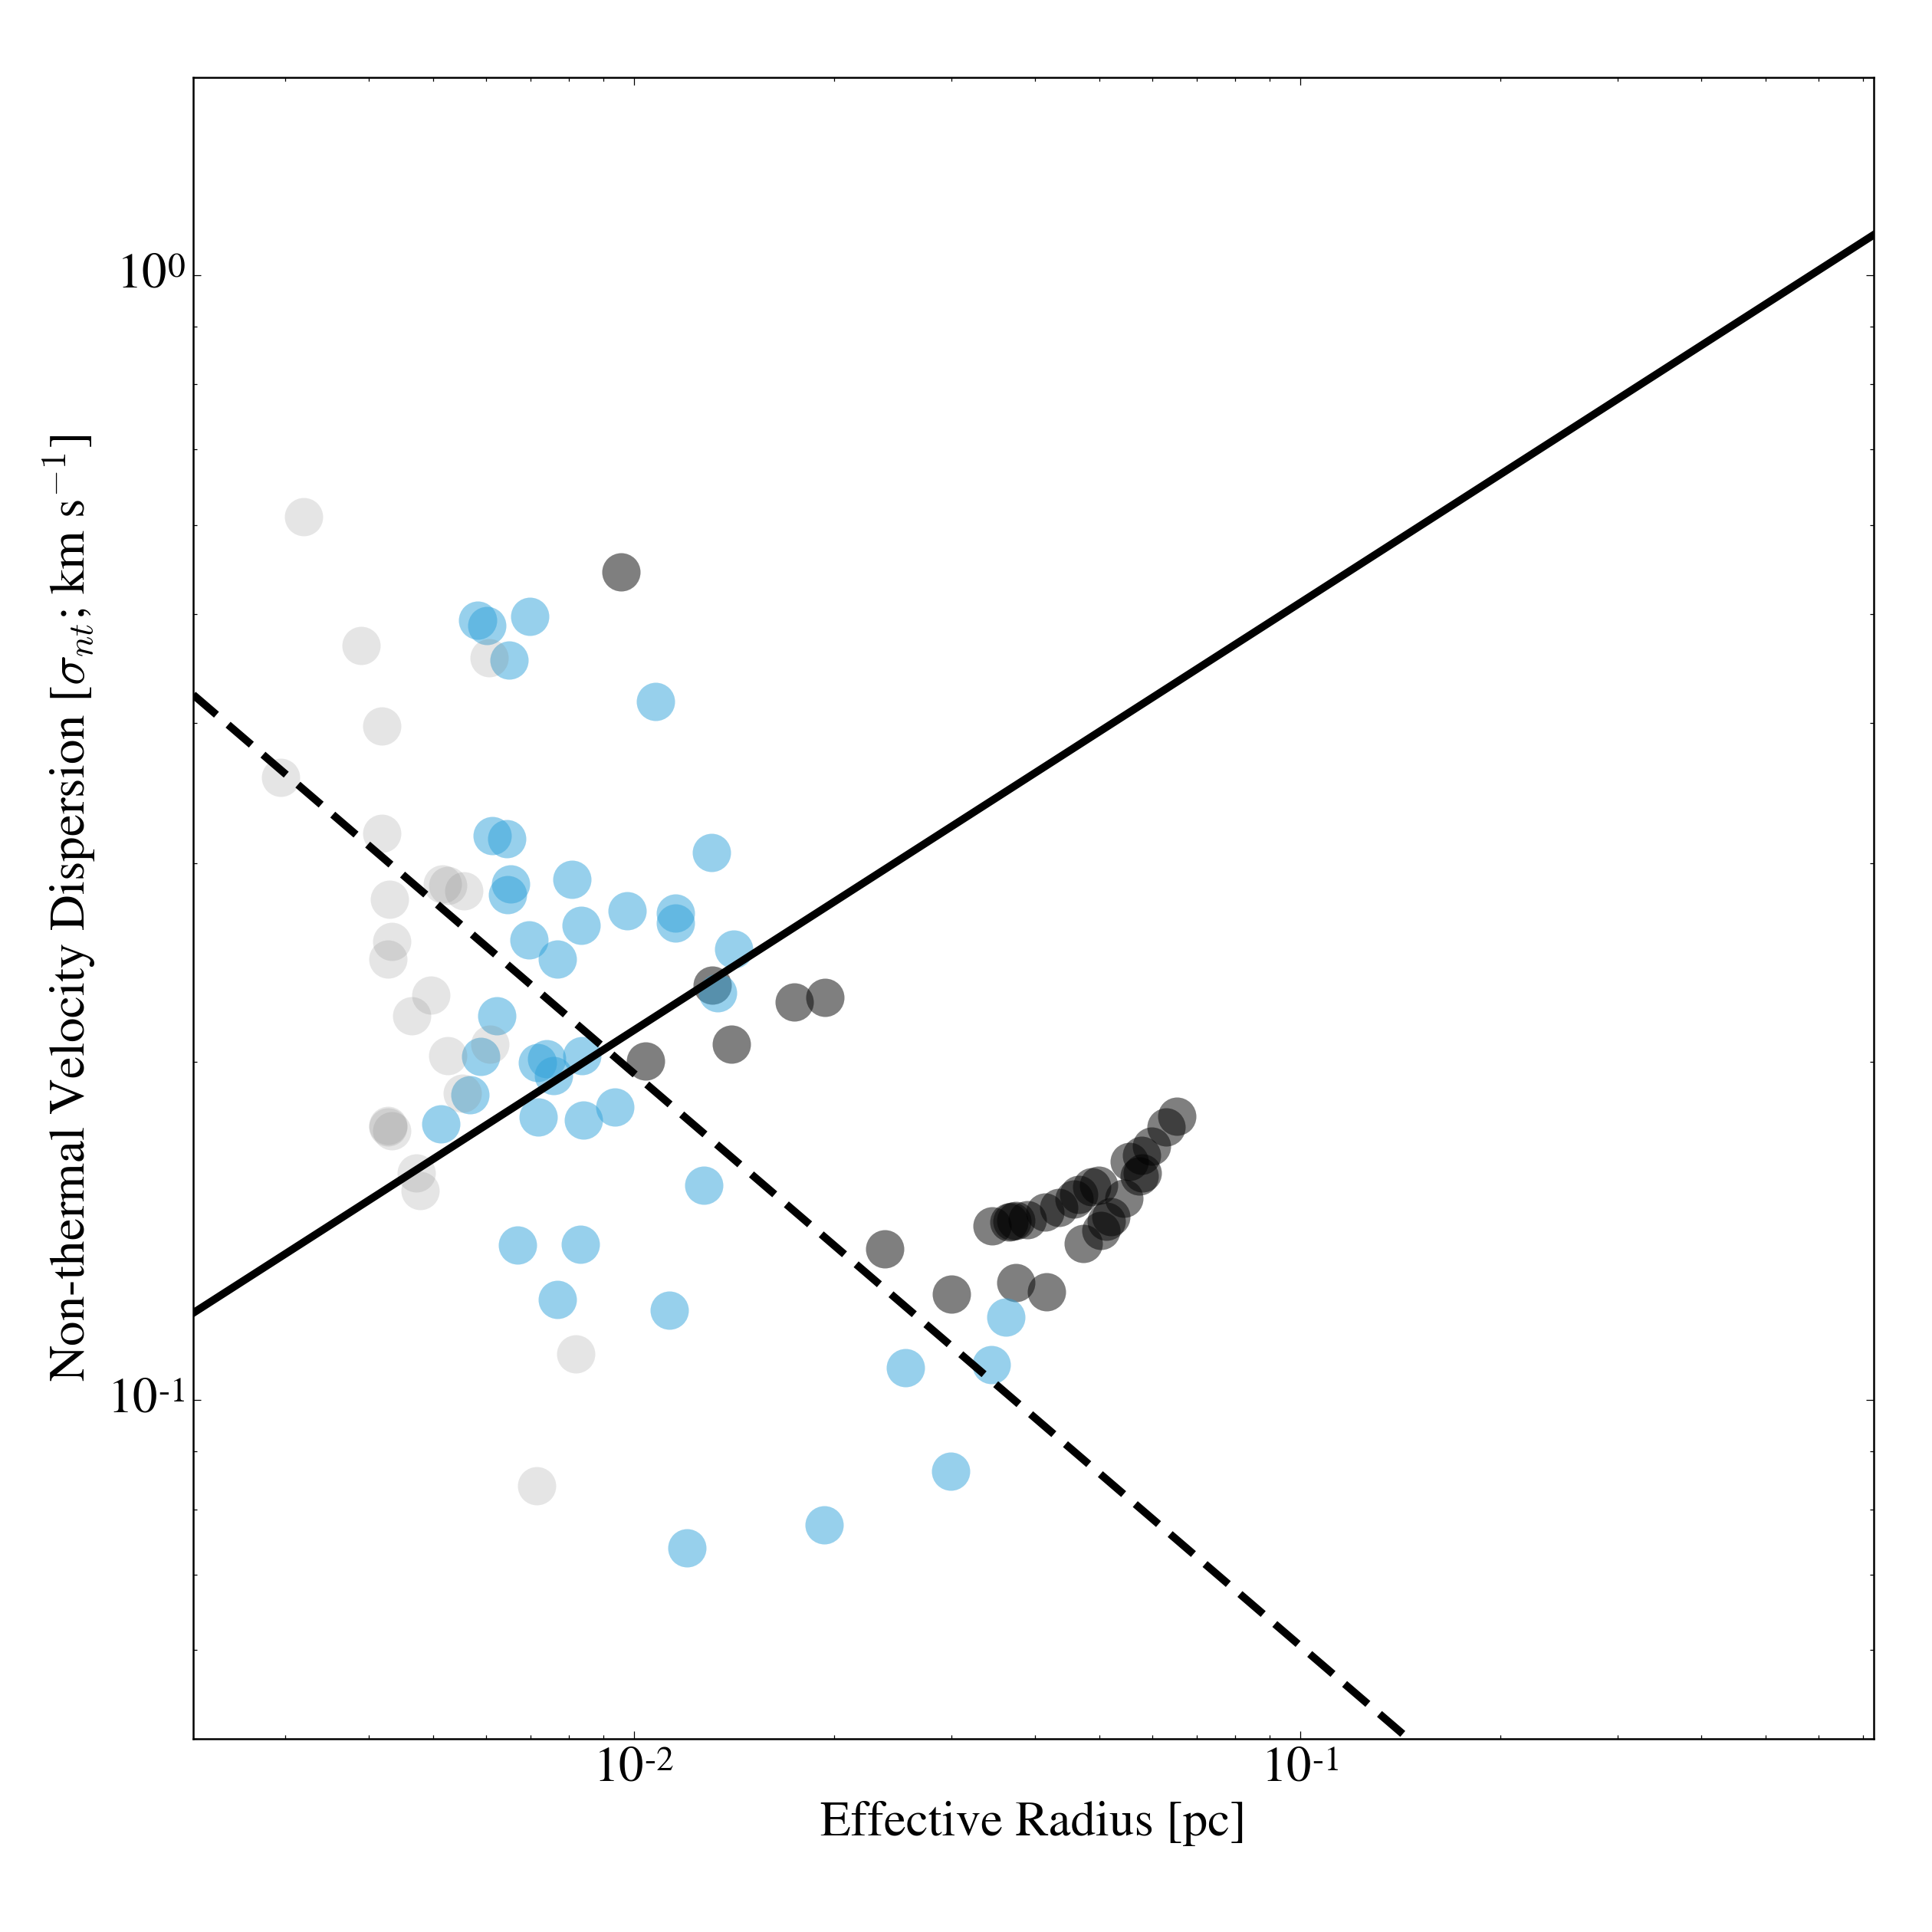 Non-thermal Velocity Dispersion [σ_nt; km s⁻¹]
10⁰
10⁻¹
10⁻²
10⁻¹
Effective Radius [pc]